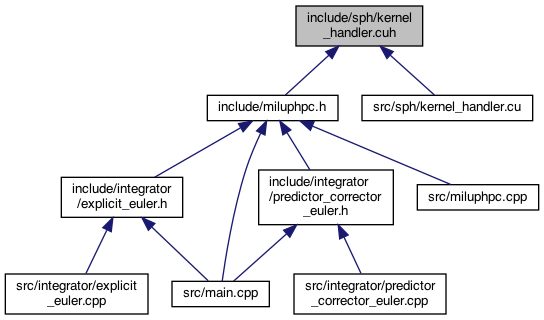 include/sph/kernel
_handler.cuh
include/miluphpc.h
src/sph/kernel_handler.cu
include/integrator
/explicit_euler.h
include/integrator
/predictor_corrector
_euler.h
src/miluphpc.cpp
src/integrator/explicit
_euler.cpp
src/main.cpp
src/integrator/predictor
_corrector_euler.cpp